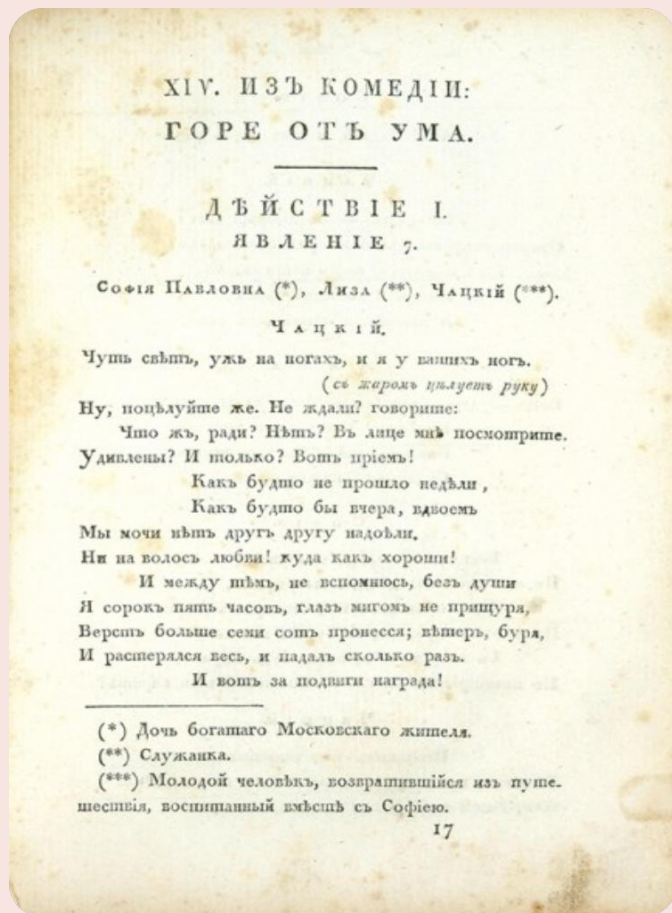 XIV. ИЗЪ КОМЕДІИ:
ГОРЕ ОТЪ УМА.
ДѢЙСТВІЕ I.
ЯВЛЕНІЕ 7.
Софія Павловна (*), Лиза (**), Чацкій (***).
Чацкій.
Чуть свѣтъ, ужь на ногахъ, и я у вашихъ ногъ.
(съ жаромъ цѣлуетъ руку)
Ну, поцѣлуйте же. Не ждали? говорите:
Что жъ, ради? Нѣтъ? Въ лице мнѣ посмотрите.
Удивлены? И только? Вотъ пріемъ!
Какъ будто не прошло недѣли,
Какъ будто бы вчера, вдвоемъ
Мы мочи нѣтъ другъ другу надоѣли.
Ни на волосъ любви! куда какъ хороши!
И между тѣмъ, не вспомнюсь, безъ души
Я сорокъ пять часовъ, глазъ мигомъ не прищуря,
Верстъ больше семи сотъ пронесся; вѣтеръ, буря,
И растерялся весь, и падалъ сколько разъ.
И вотъ за подвиги награда!
(*) Дочь богатаго Московскаго жителя.
(**) Служанка.
(***) Молодой человѣкъ, возвратившійся изъ путе-
шествія, воспитанный вмѣстѣ съ Софіею.
17